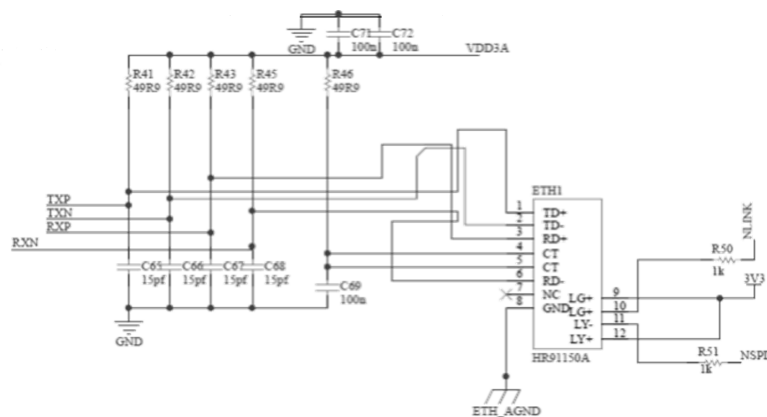 C71 C72
GND 100n 100n VDD3A
R41 R42 R43 R45 R46
49R9 49R9 49R9 49R9 49R9
TXP
TXN
RXP
RXN
C65 C66 C67 C68
15pf 15pf 15pf 15pf
C69
100n
GND
ETH1
1 TD+
2 TD-
3 RD+
4 CT
5 CT
6 RD-
7 NC
8 GND
LG+ 9
LG+ 10
LY- 11
LY+ 12
HR91150A
ETH_AGND
NLINK
R50
1k
3V3
R51
1k